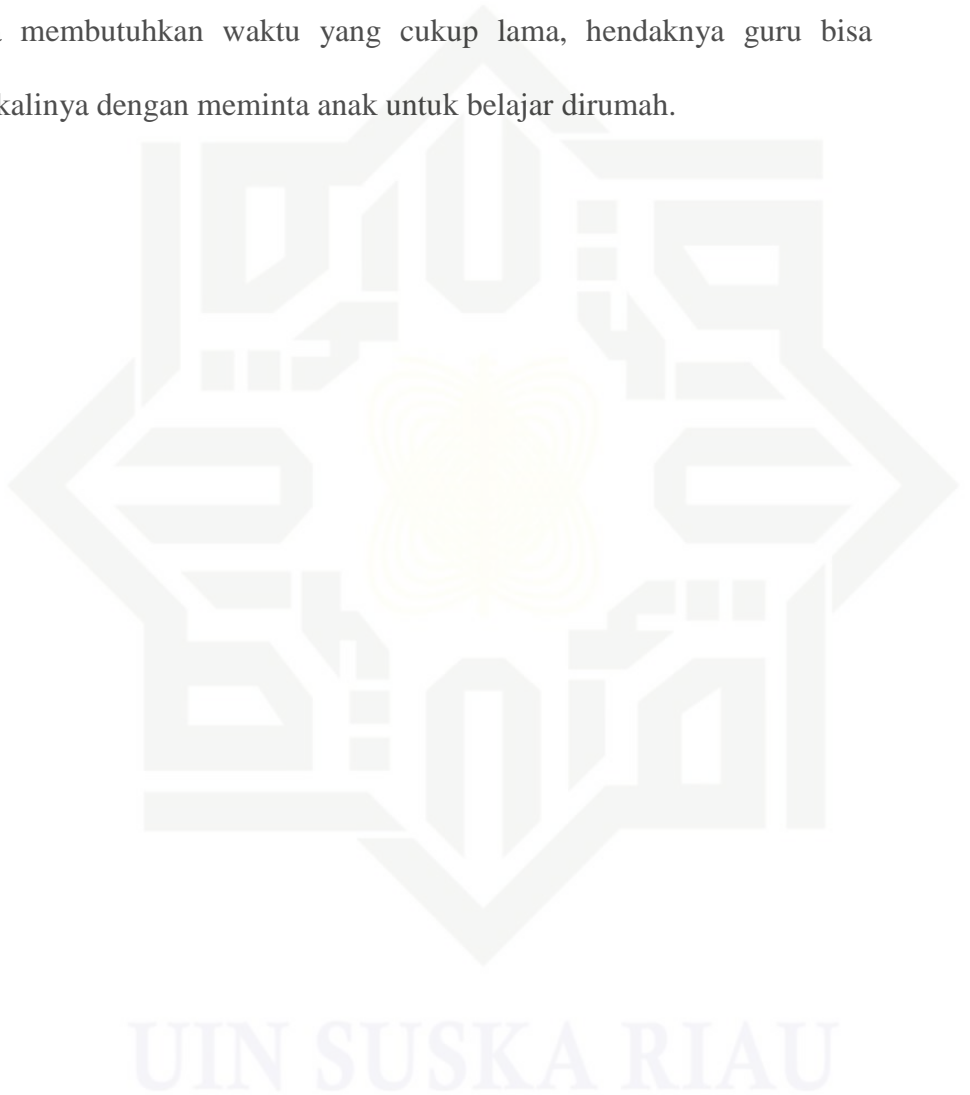 membutuhkan waktu yang cukup lama, hendaknya guru bisa
kalinya dengan meminta anak untuk belajar dirumah.
UIN SUSKA RIAU